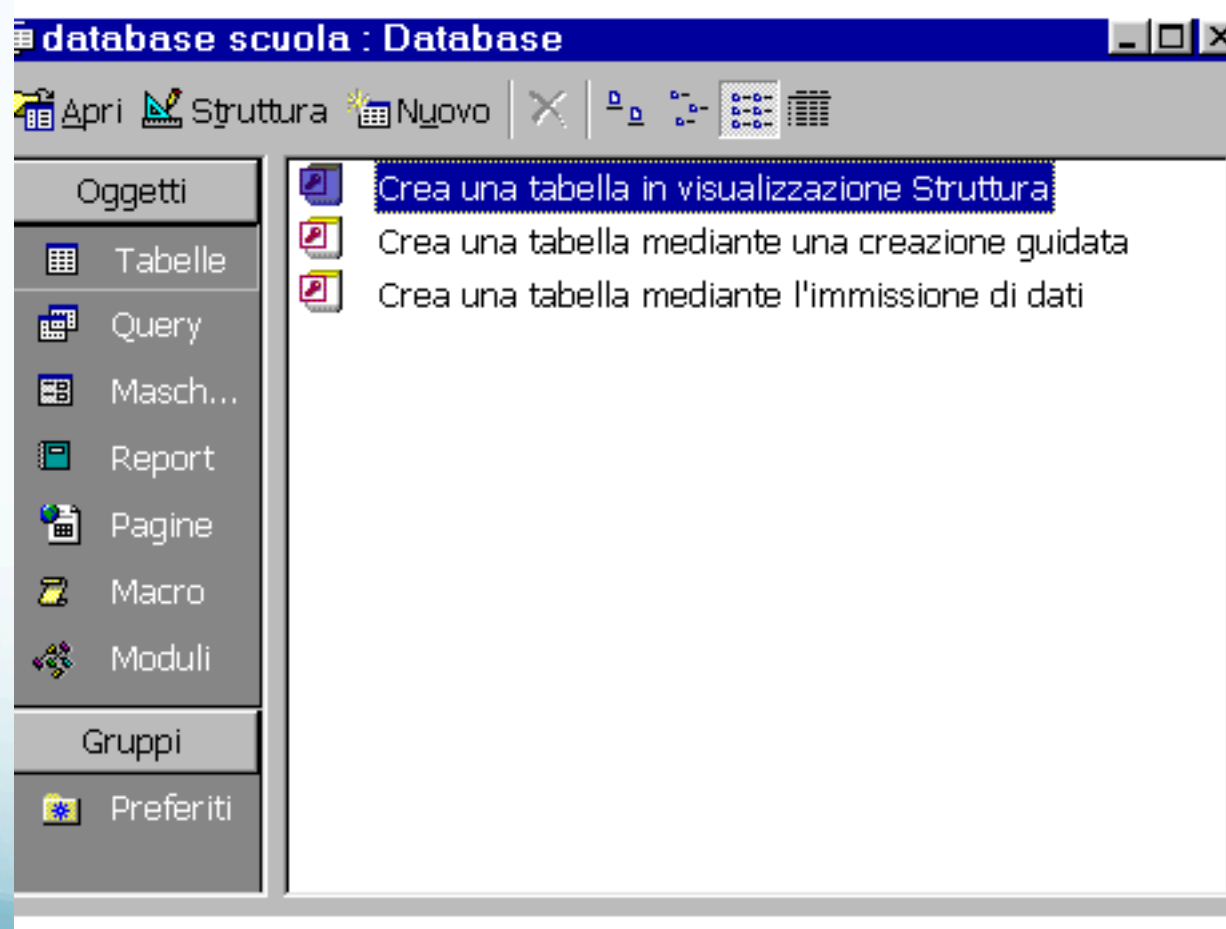 database scuola : Database
Apri Struttura Nuovo
Oggetti
Tabelle
Query
Masch...
Report
Pagine
Macro
Moduli
Gruppi
Preferiti
Crea una tabella in visualizzazione Struttura
Crea una tabella mediante una creazione guidata
Crea una tabella mediante l'immissione di dati